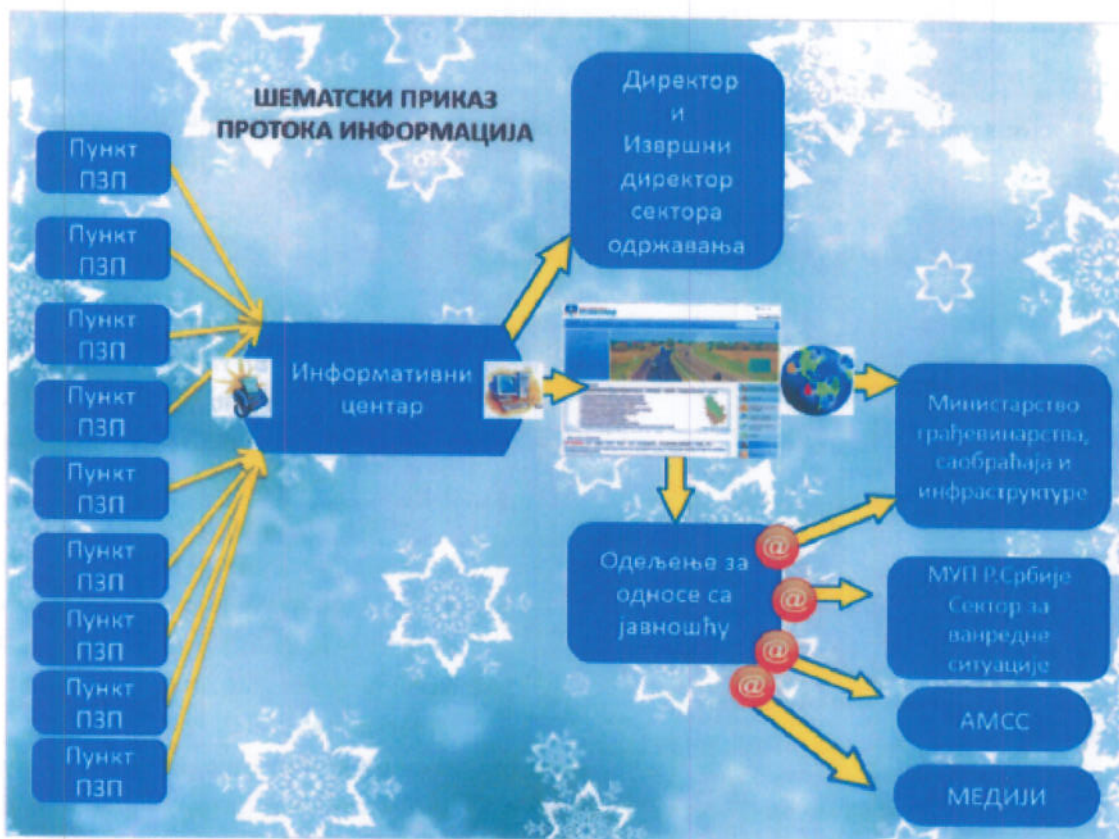 ШЕМАТСКИ ПРИКАЗ
ПРОТОКА ИНФОРМАЦИЈА
Пункт
ПЗП
Пункт
ПЗП
Пункт
ПЗП
Пункт
ПЗП
Пункт
ПЗП
Пункт
ПЗП
Пункт
ПЗП
Пункт
ПЗП
Пункт
ПЗП
Информативни
центар
Директор
и
Извршни
директор
сектора
одржавања
Министарство
грађевинарства,
саобраћаја и
инфраструктуре
Одељење за
односе са
јавношћу
@
@
@
@
МУП Р.Србије
Сектор за
ванредне
ситуације
АМСС
МЕДИЈИ